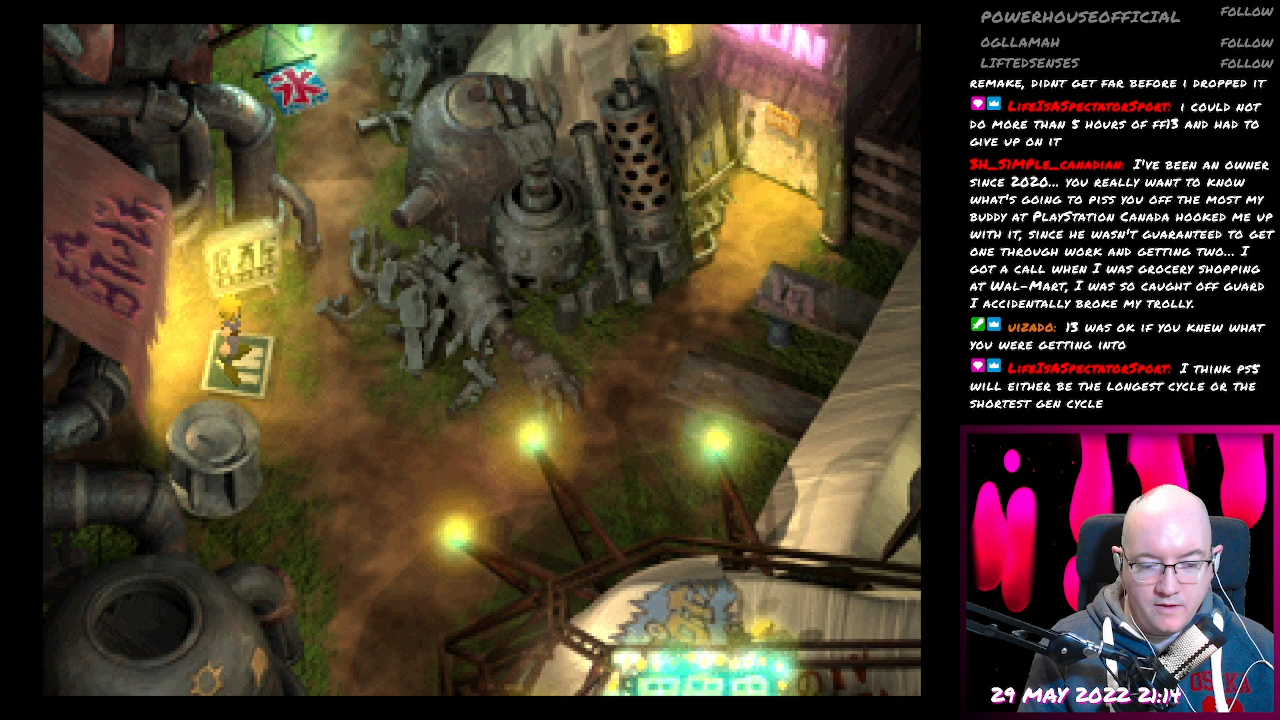 POWERHOUSEOFFICIAL FOLLOW
OGLLAMAH FOLLOW
LIFTEDSENSES FOLLOW
REMAKE, DIDNT GET FAR BEFORE I DROPPED IT
LIFEISASPECTATORSPORT: I COULD NOT
DO MORE THAN 5 HOURS OF FF13 AND HAD TO
GIVE UP ON IT
SH_SIMPLE_CANADIAN: I'VE BEEN AN OWNER
SINCE 2020... YOU REALLY WANT TO KNOW
WHAT'S GOING TO PISS YOU OFF THE MOST MY
BUDDY AT PLAYSTATION CANADA HOOKED ME UP
WITH IT, SINCE HE WASN'T GUARANTEED TO GET
ONE THROUGH WORK AND GETTING TWO... I
GOT A CALL WHEN I WAS GROCERY SHOPPING
AT WAL-MART, I WAS SO CAUGHT OFF GUARD
I ACCIDENTALLY BROKE MY TROLLY.
VIZADO: 13 WAS OK IF YOU KNEW WHAT
YOU WERE GETTING INTO
LIFEISASPECTATORSPORT: I THINK PS5
WILL EITHER BE THE LONGEST CYCLE OR THE
SHORTEST GEN CYCLE
29 MAY 2022 21:14